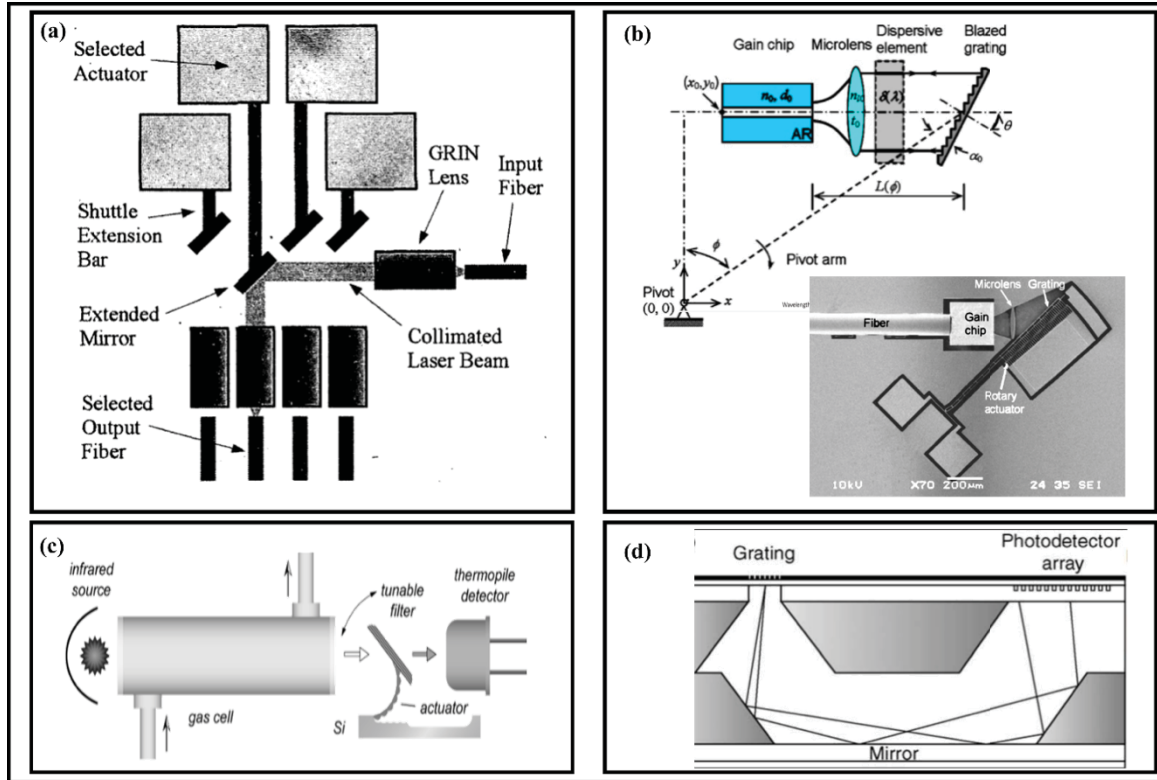 (a)
Selected
Actuator
GRIN
Lens
Input
Fiber
Shuttle
Extension
Bar
Extended
Mirror
Collimated
Laser Beam
Selected
Output
Fiber
(b)
Gain chip
Microlens
Dispersive
element
Blazed
grating
(x₀,y₀)
n₀, d₀
AR
t₀
δ(λ)
θ
α₀
L(ϕ)
ϕ
y
x
Pivot arm
Pivot
(0, 0)
Wavelength
Microlens
Grating
Fiber
Gain
chip
Rotary
actuator
10kV
X70 200μm
24 35 SEI
(c)
infrared
source
tunable
filter
thermopile
detector
gas cell
actuator
Si
(d)
Grating
Photodetector
array
Mirror